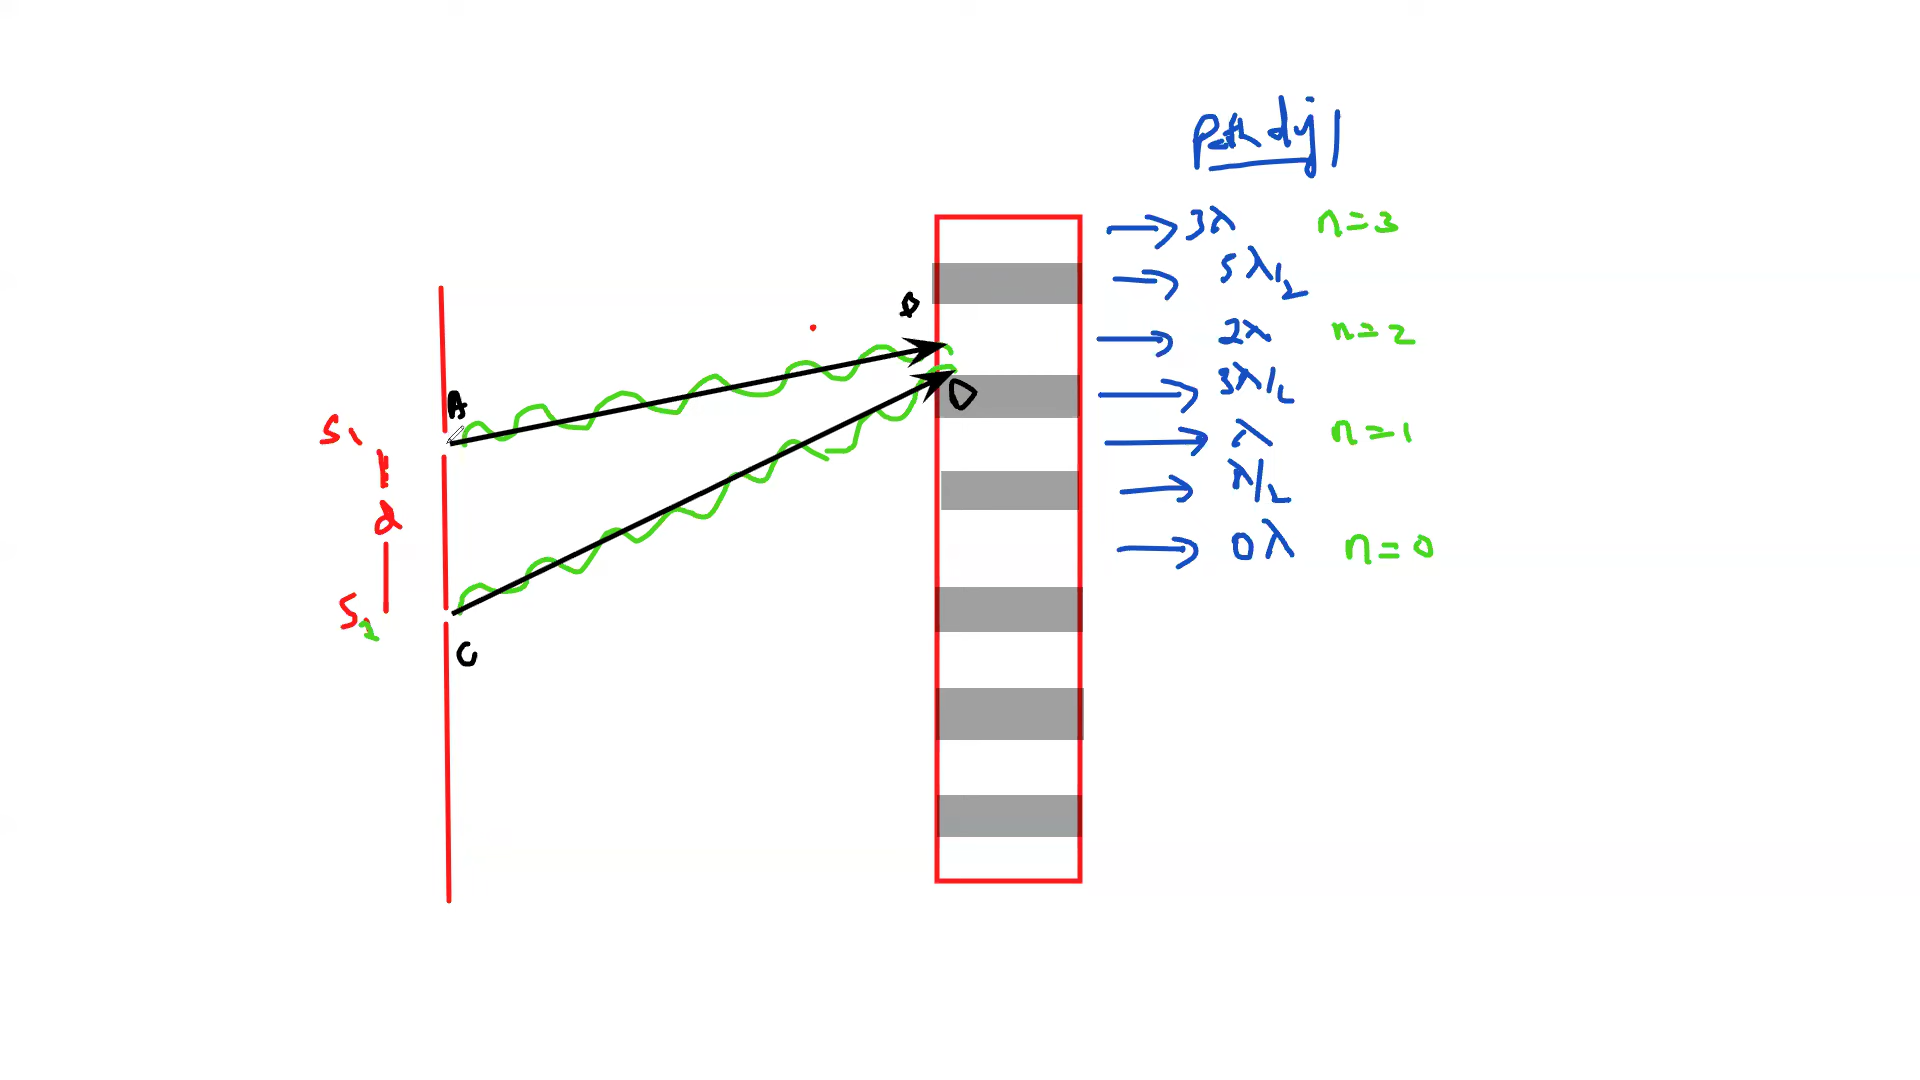 Path diff
→ 3λ n=3
→ 5λ/2
→ 2λ n=2
→ 3λ/2
→ λ n=1
→ λ/2
→ 0λ n=0
A
B
D
S1
d
S2
C